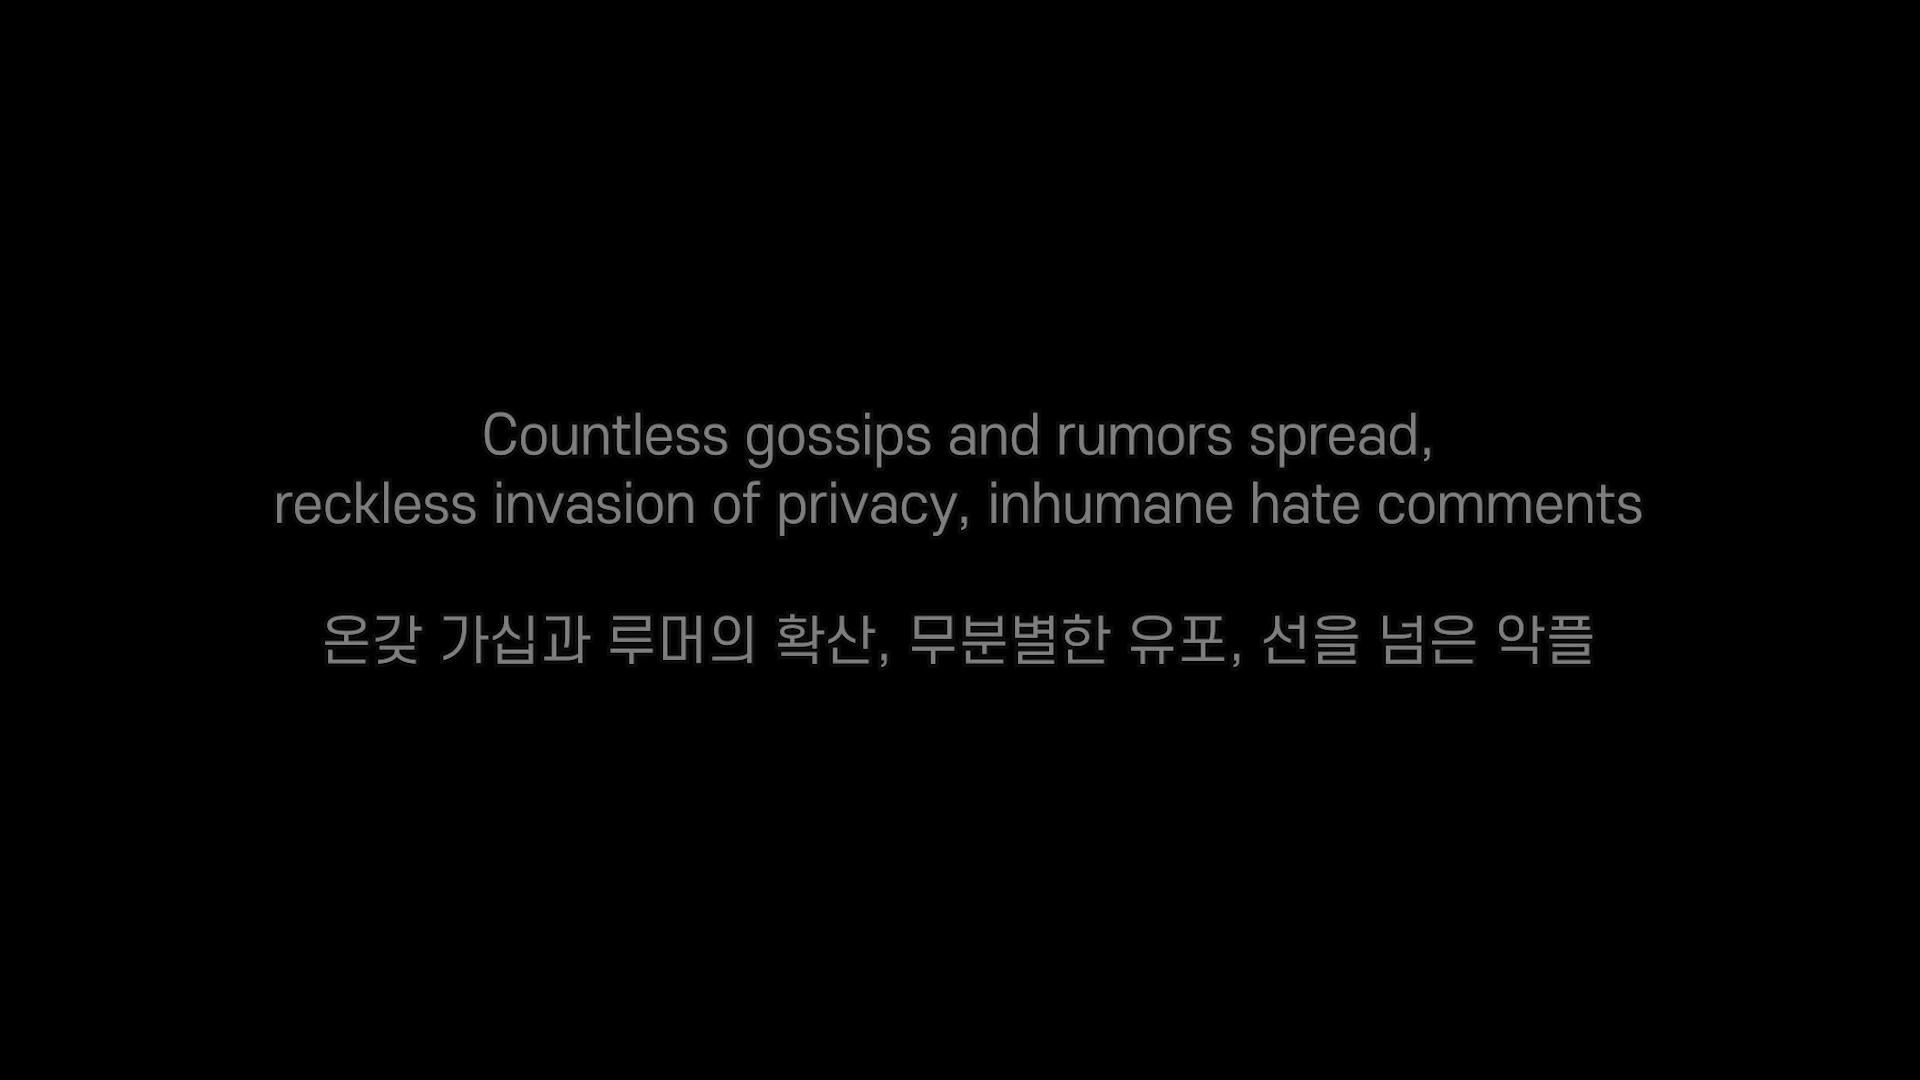 Countless gossips and rumors spread,
reckless invasion of privacy, inhumane hate comments
온갖 가십과 루머의 확산, 무분별한 유포, 선을 넘은 악플